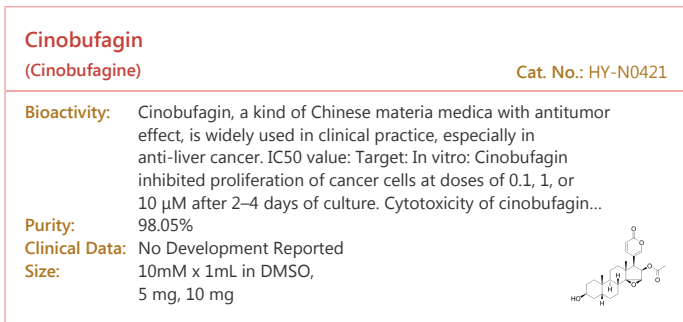 Cinobufagin
(Cinobufagine)
Cat. No.: HY-N0421
Bioactivity: Cinobufagin, a kind of Chinese materia medica with antitumor
effect, is widely used in clinical practice, especially in
anti-liver cancer. IC50 value: Target: In vitro: Cinobufagin
inhibited proliferation of cancer cells at doses of 0.1, 1, or
10 μM after 2–4 days of culture. Cytotoxicity of cinobufagin...
Purity: 98.05%
Clinical Data: No Development Reported
Size: 10mM x 1mL in DMSO,
5 mg, 10 mg
O
O
O
O
O
H
H
H
HO
H